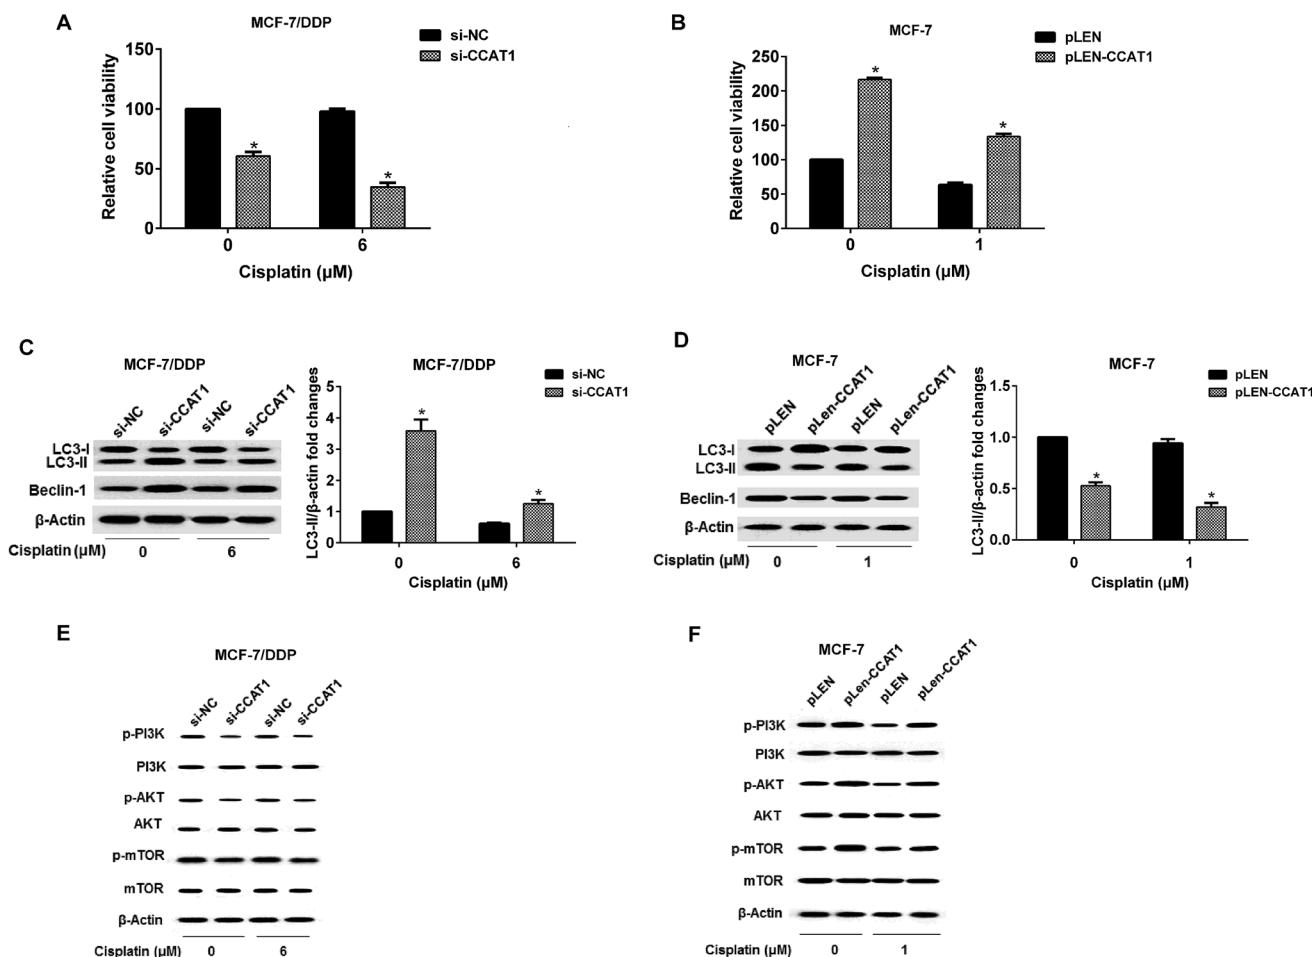 A
MCF-7/DDP
si-NC
si-CCAT1
150
100
50
0
Relative cell viability
*
*
0
6
Cisplatin (µM)
B
MCF-7
pLEN
pLEN-CCAT1
250
200
150
100
50
0
Relative cell viability
*
*
0
1
Cisplatin (µM)
C
MCF-7/DDP
si-NC
si-CCAT1
si-NC
si-CCAT1
LC3-I
LC3-II
Beclin-1
β-Actin
Cisplatin (µM)
0
6
MCF-7/DDP
si-NC
si-CCAT1
5
4
3
2
1
0
LC3-II/β-actin fold changes
*
*
0
6
Cisplatin (µM)
D
MCF-7
pLEN
pLen-CCAT1
pLEN
pLen-CCAT1
LC3-I
LC3-II
Beclin-1
β-Actin
Cisplatin (µM)
0
1
MCF-7
pLEN
pLEN-CCAT1
1.5
1.0
0.5
0.0
LC3-II/β-actin fold changes
*
*
0
1
Cisplatin (µM)
E
MCF-7/DDP
si-NC
si-CCAT1
si-NC
si-CCAT1
p-PI3K
PI3K
p-AKT
AKT
p-mTOR
mTOR
β-Actin
Cisplatin (µM)
0
6
F
MCF-7
pLEN
pLen-CCAT1
pLEN
pLen-CCAT1
p-PI3K
PI3K
p-AKT
AKT
p-mTOR
mTOR
β-Actin
Cisplatin (µM)
0
1